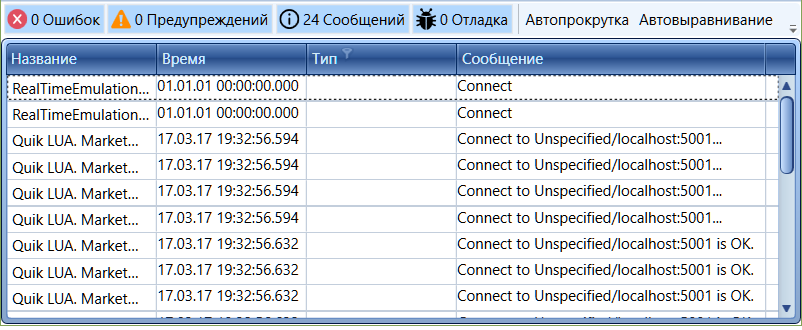 0 Ошибок 0 Предупреждений 24 Сообщений 0 Отладка Автопрокрутка Автовыравнивание
Название Время Тип Сообщение
RealTimeEmulation... 01.01.01 00:00:00.000 Connect
RealTimeEmulation... 01.01.01 00:00:00.000 Connect
Quik LUA. Market... 17.03.17 19:32:56.594 Connect to Unspecified/localhost:5001...
Quik LUA. Market... 17.03.17 19:32:56.594 Connect to Unspecified/localhost:5001...
Quik LUA. Market... 17.03.17 19:32:56.594 Connect to Unspecified/localhost:5001...
Quik LUA. Market... 17.03.17 19:32:56.594 Connect to Unspecified/localhost:5001...
Quik LUA. Market... 17.03.17 19:32:56.632 Connect to Unspecified/localhost:5001 is OK.
Quik LUA. Market... 17.03.17 19:32:56.632 Connect to Unspecified/localhost:5001 is OK.
Quik LUA. Market... 17.03.17 19:32:56.632 Connect to Unspecified/localhost:5001 is OK.